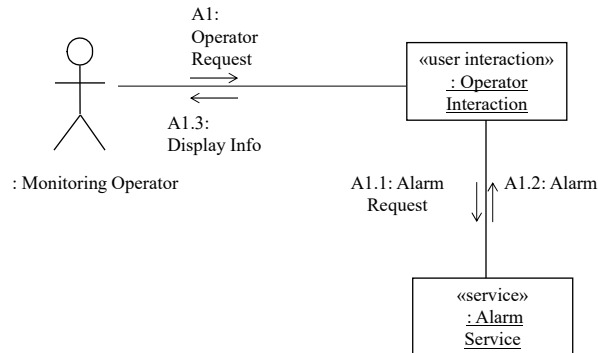 A1:
Operator
Request
A1.3:
Display Info
: Monitoring Operator
«user interaction»
: Operator
Interaction
A1.1: Alarm
Request
A1.2: Alarm
«service»
: Alarm
Service